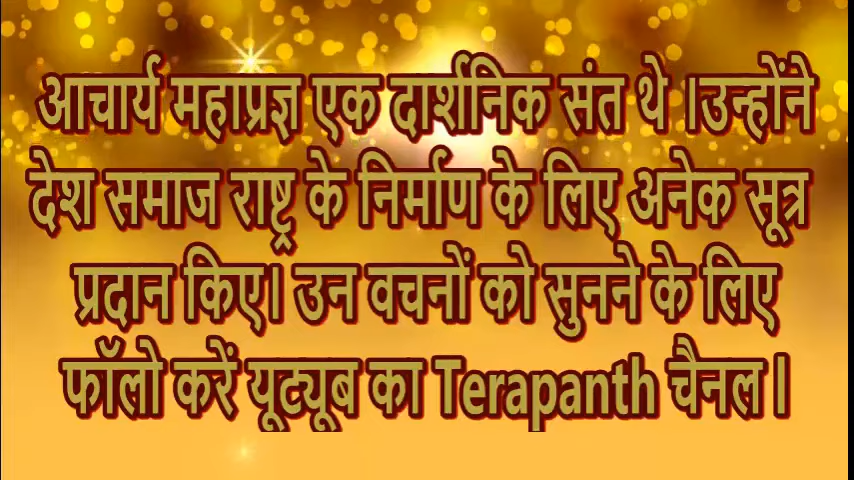 आचार्य महाप्रज्ञ एक दार्शनिक संत थे ।उन्होंने
देश समाज राष्ट्र के निर्माण के लिए अनेक सूत्र
प्रदान किए। उन वचनों को सुनने के लिए
फॉलो करें यूट्यूब का Terapanth चैनल।